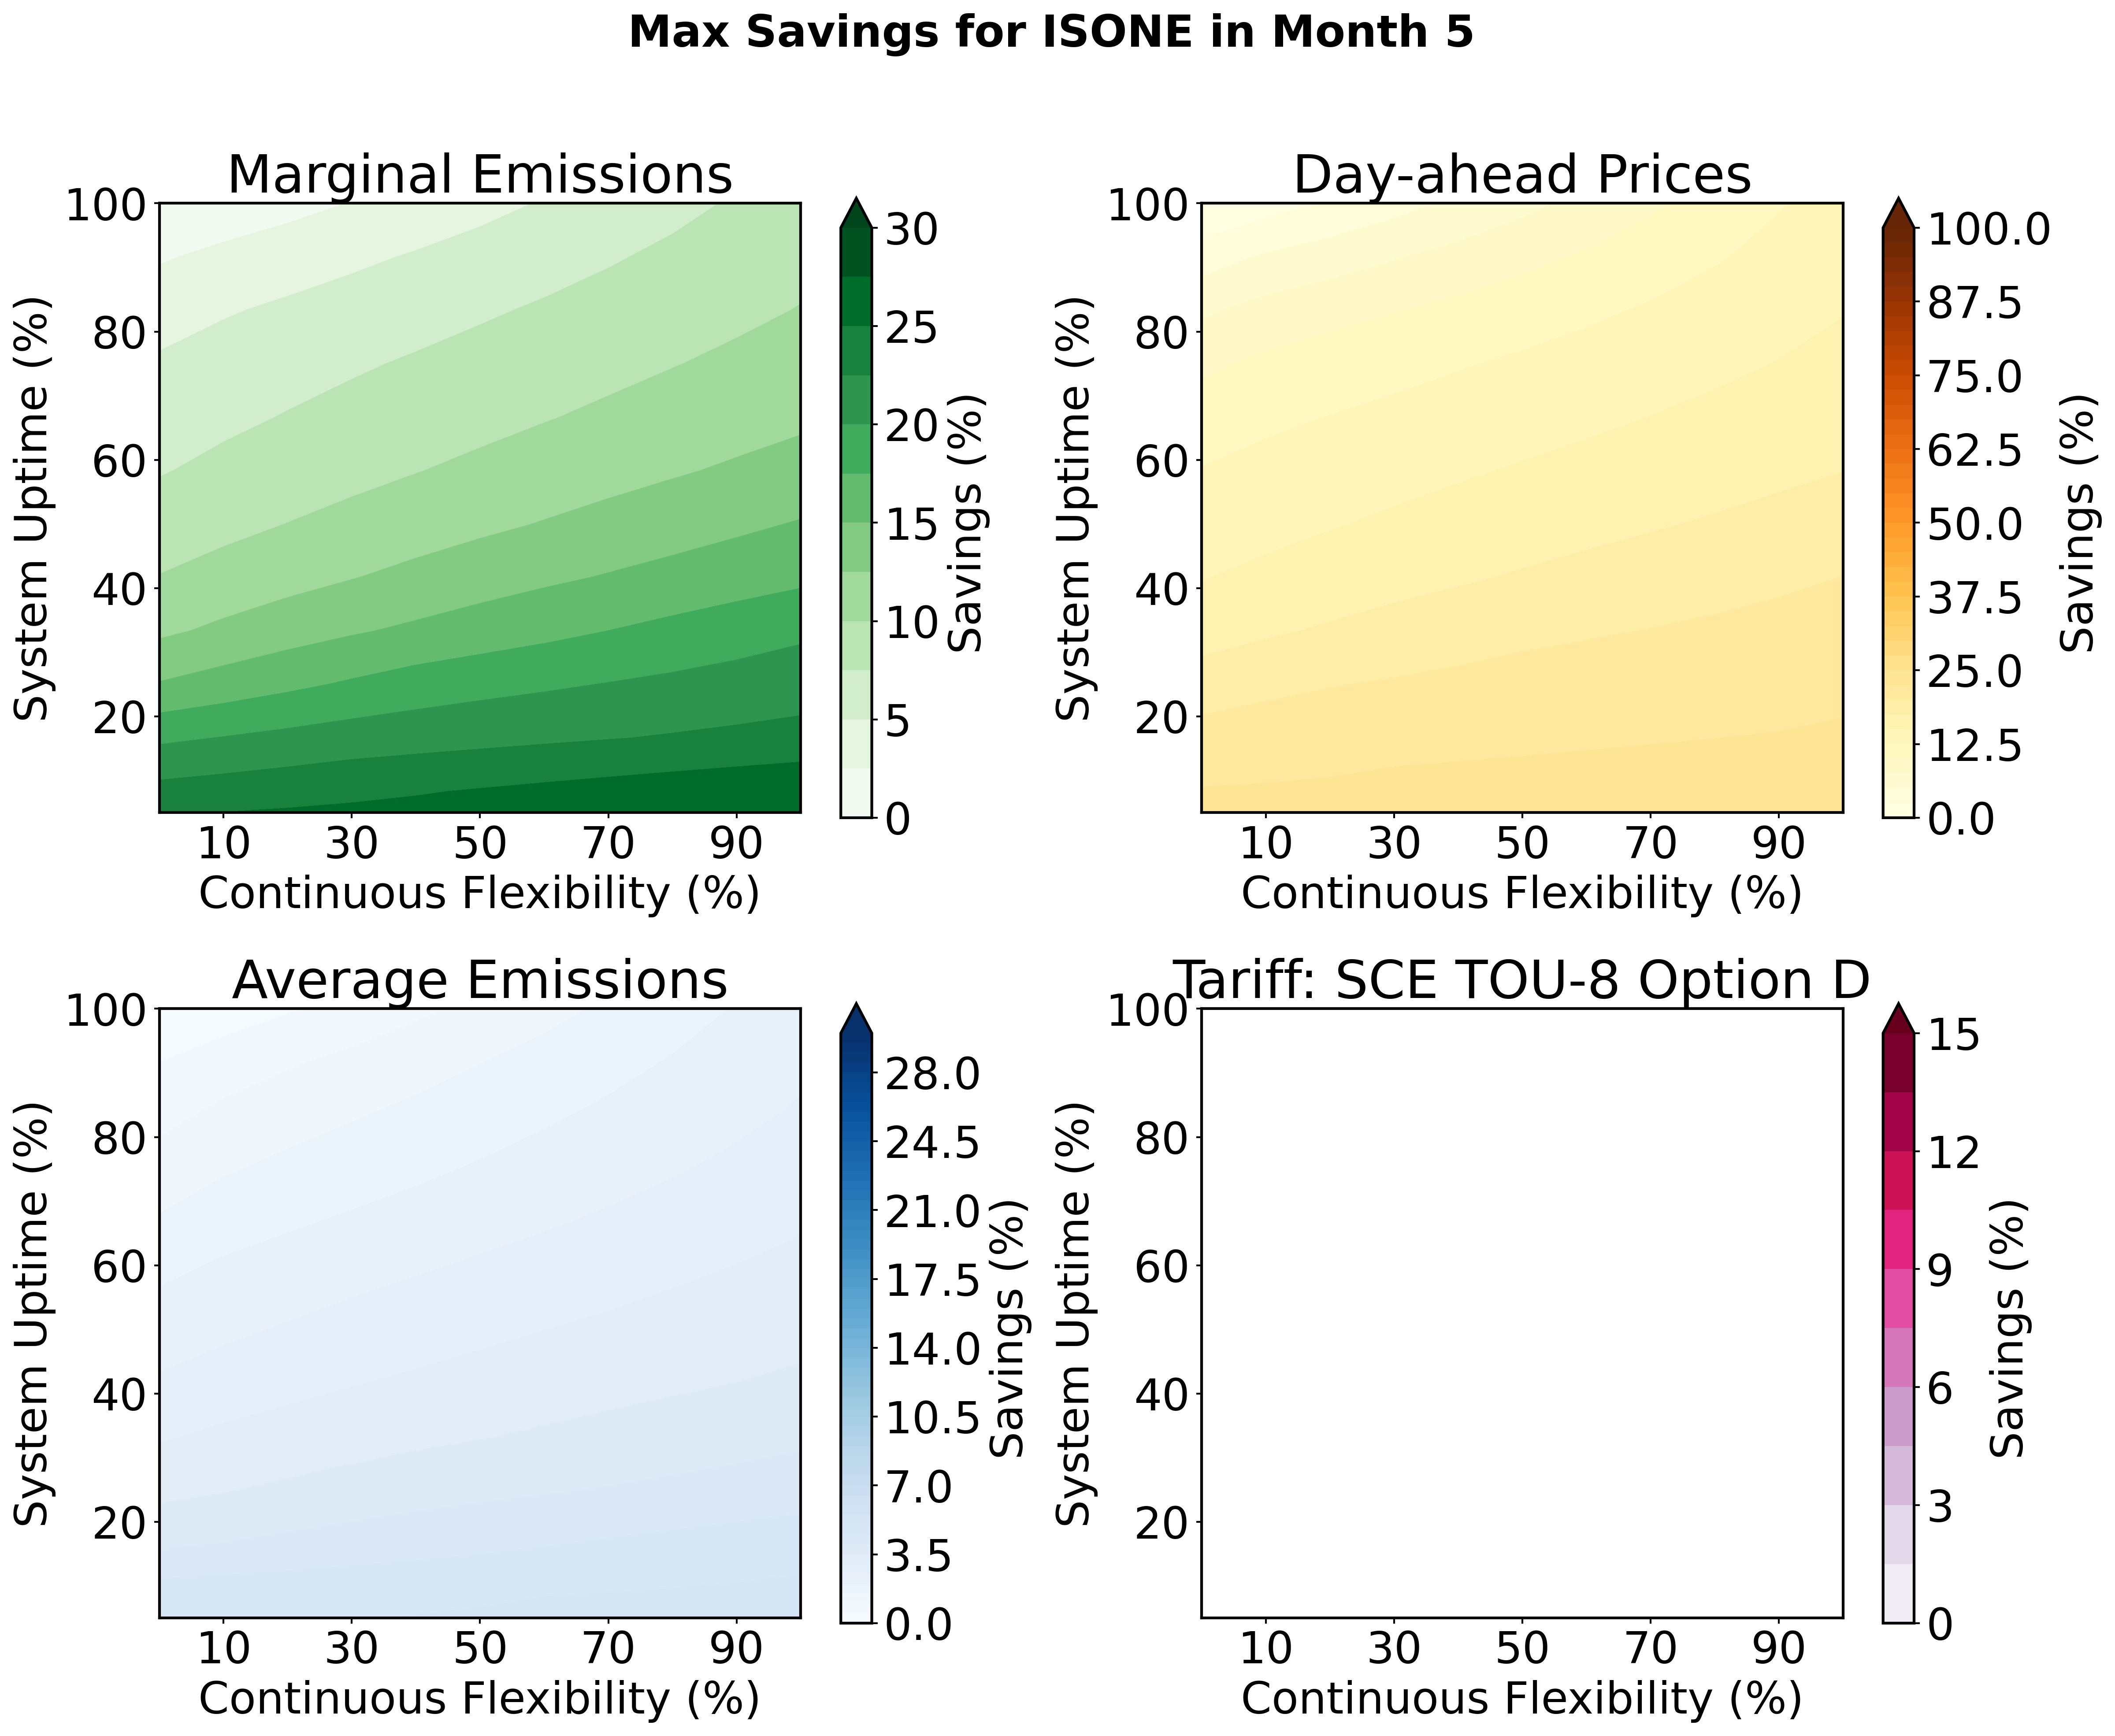 Max Savings for ISONE in Month 5
Marginal Emissions
100
80
60
40
20
System Uptime (%)
10 30 50 70 90
Continuous Flexibility (%)
30
25
20
15
10
5
0
Savings (%)
Day-ahead Prices
100
80
60
40
20
System Uptime (%)
10 30 50 70 90
Continuous Flexibility (%)
100.0
87.5
75.0
62.5
50.0
37.5
25.0
12.5
0.0
Savings (%)
Average Emissions
100
80
60
40
20
System Uptime (%)
10 30 50 70 90
Continuous Flexibility (%)
28.0
24.5
21.0
17.5
14.0
10.5
7.0
3.5
0.0
Savings (%)
Tariff: SCE TOU-8 Option D
100
80
60
40
20
System Uptime (%)
10 30 50 70 90
Continuous Flexibility (%)
15
12
9
6
3
0
Savings (%)